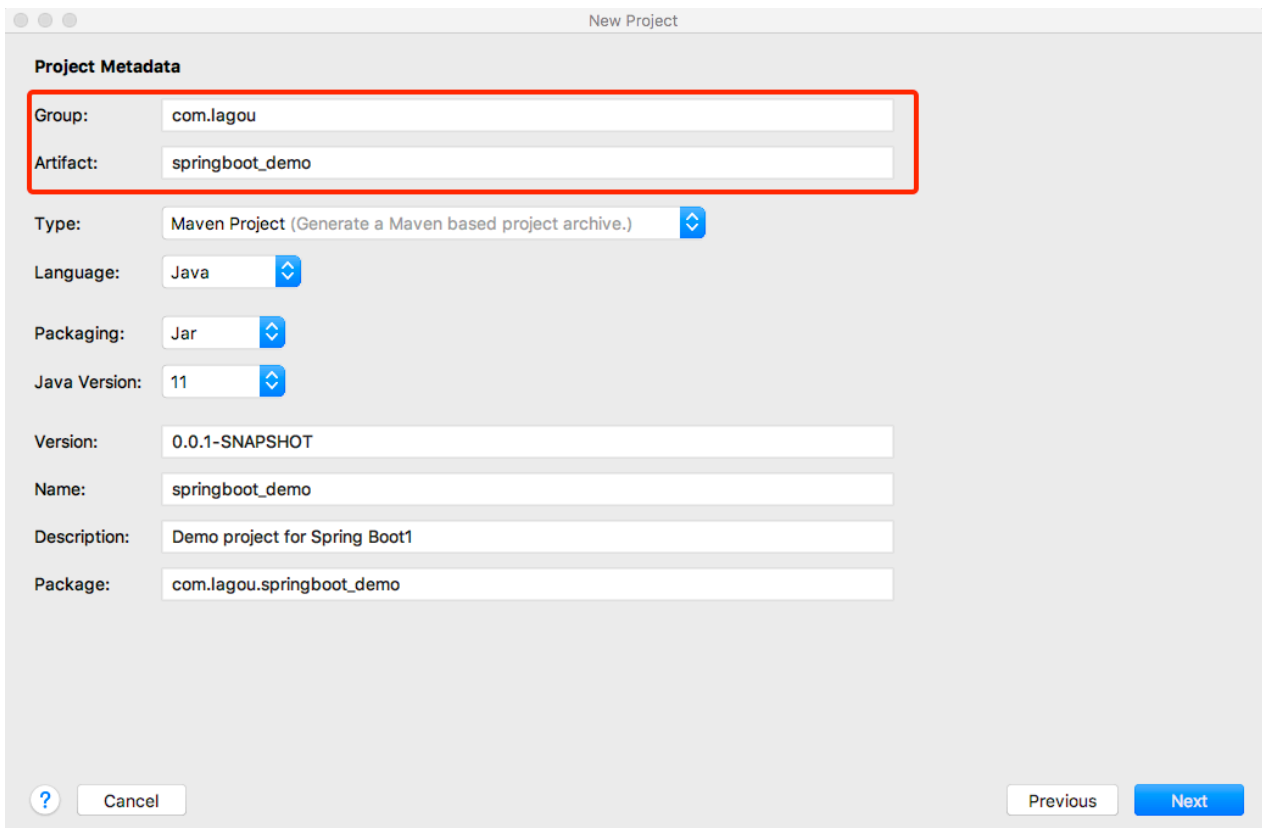 New Project
Project Metadata
Group: com.lagou
Artifact: springboot_demo
Type: Maven Project (Generate a Maven based project archive.)
Language: Java
Packaging: Jar
Java Version: 11
Version: 0.0.1-SNAPSHOT
Name: springboot_demo
Description: Demo project for Spring Boot1
Package: com.lagou.springboot_demo
? Cancel Previous Next